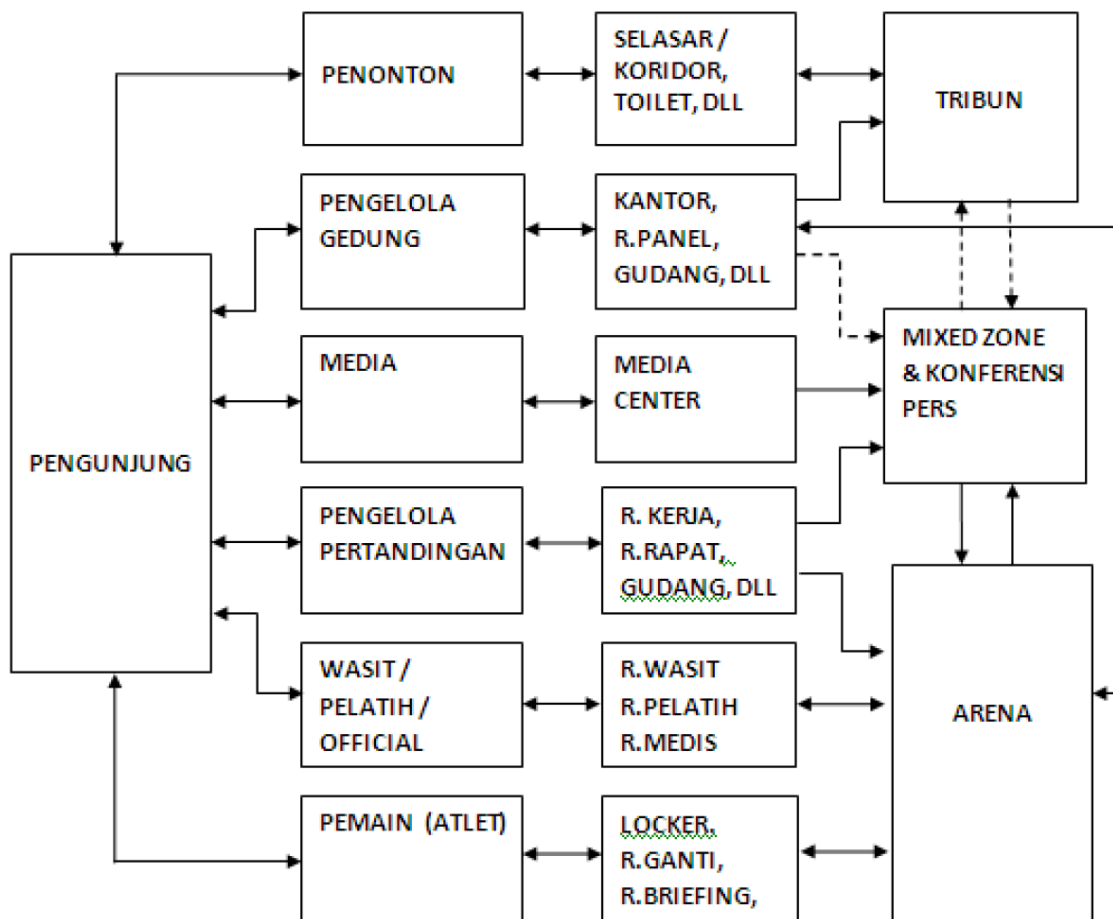 PENONTON
SELASAR /
KORIDOR,
TOILET, DLL
TRIBUN
PENGELOLA
GEDUNG
KANTOR,
R.PANEL,
GUDANG, DLL
MIXED ZONE
& KONFERENSI
PERS
MEDIA
MEDIA
CENTER
PENGUNJUNG
PENGELOLA
PERTANDINGAN
R. KERJA,
R.RAPAT,
GUDANG, DLL
WASIT /
PELATIH /
OFFICIAL
R.WASIT
R.PELATIH
R.MEDIS
ARENA
PEMAIN (ATLET)
LOCKER,
R.GANTI,
R.BRIEFING,